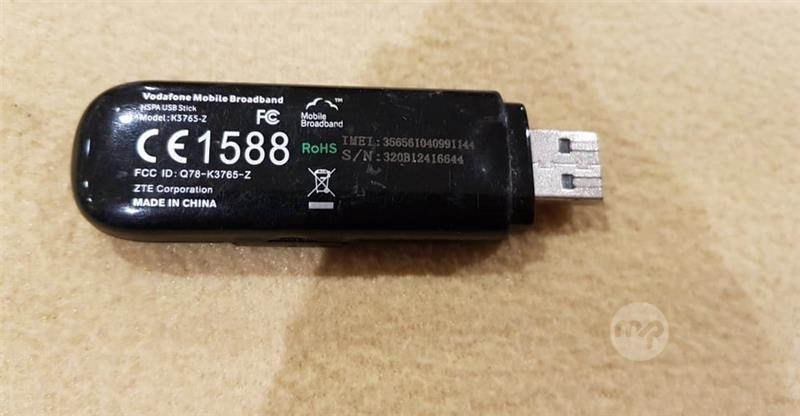 Vodafone Mobile Broadband
HSPA USB Stick
Model: K3765-Z
FC
Mobile
Broadband
™
CE1588
RoHS
IMEI:356561040991144
S/N:320B12416644
FCC ID: Q78-K3765-Z
ZTE Corporation
MADE IN CHINA